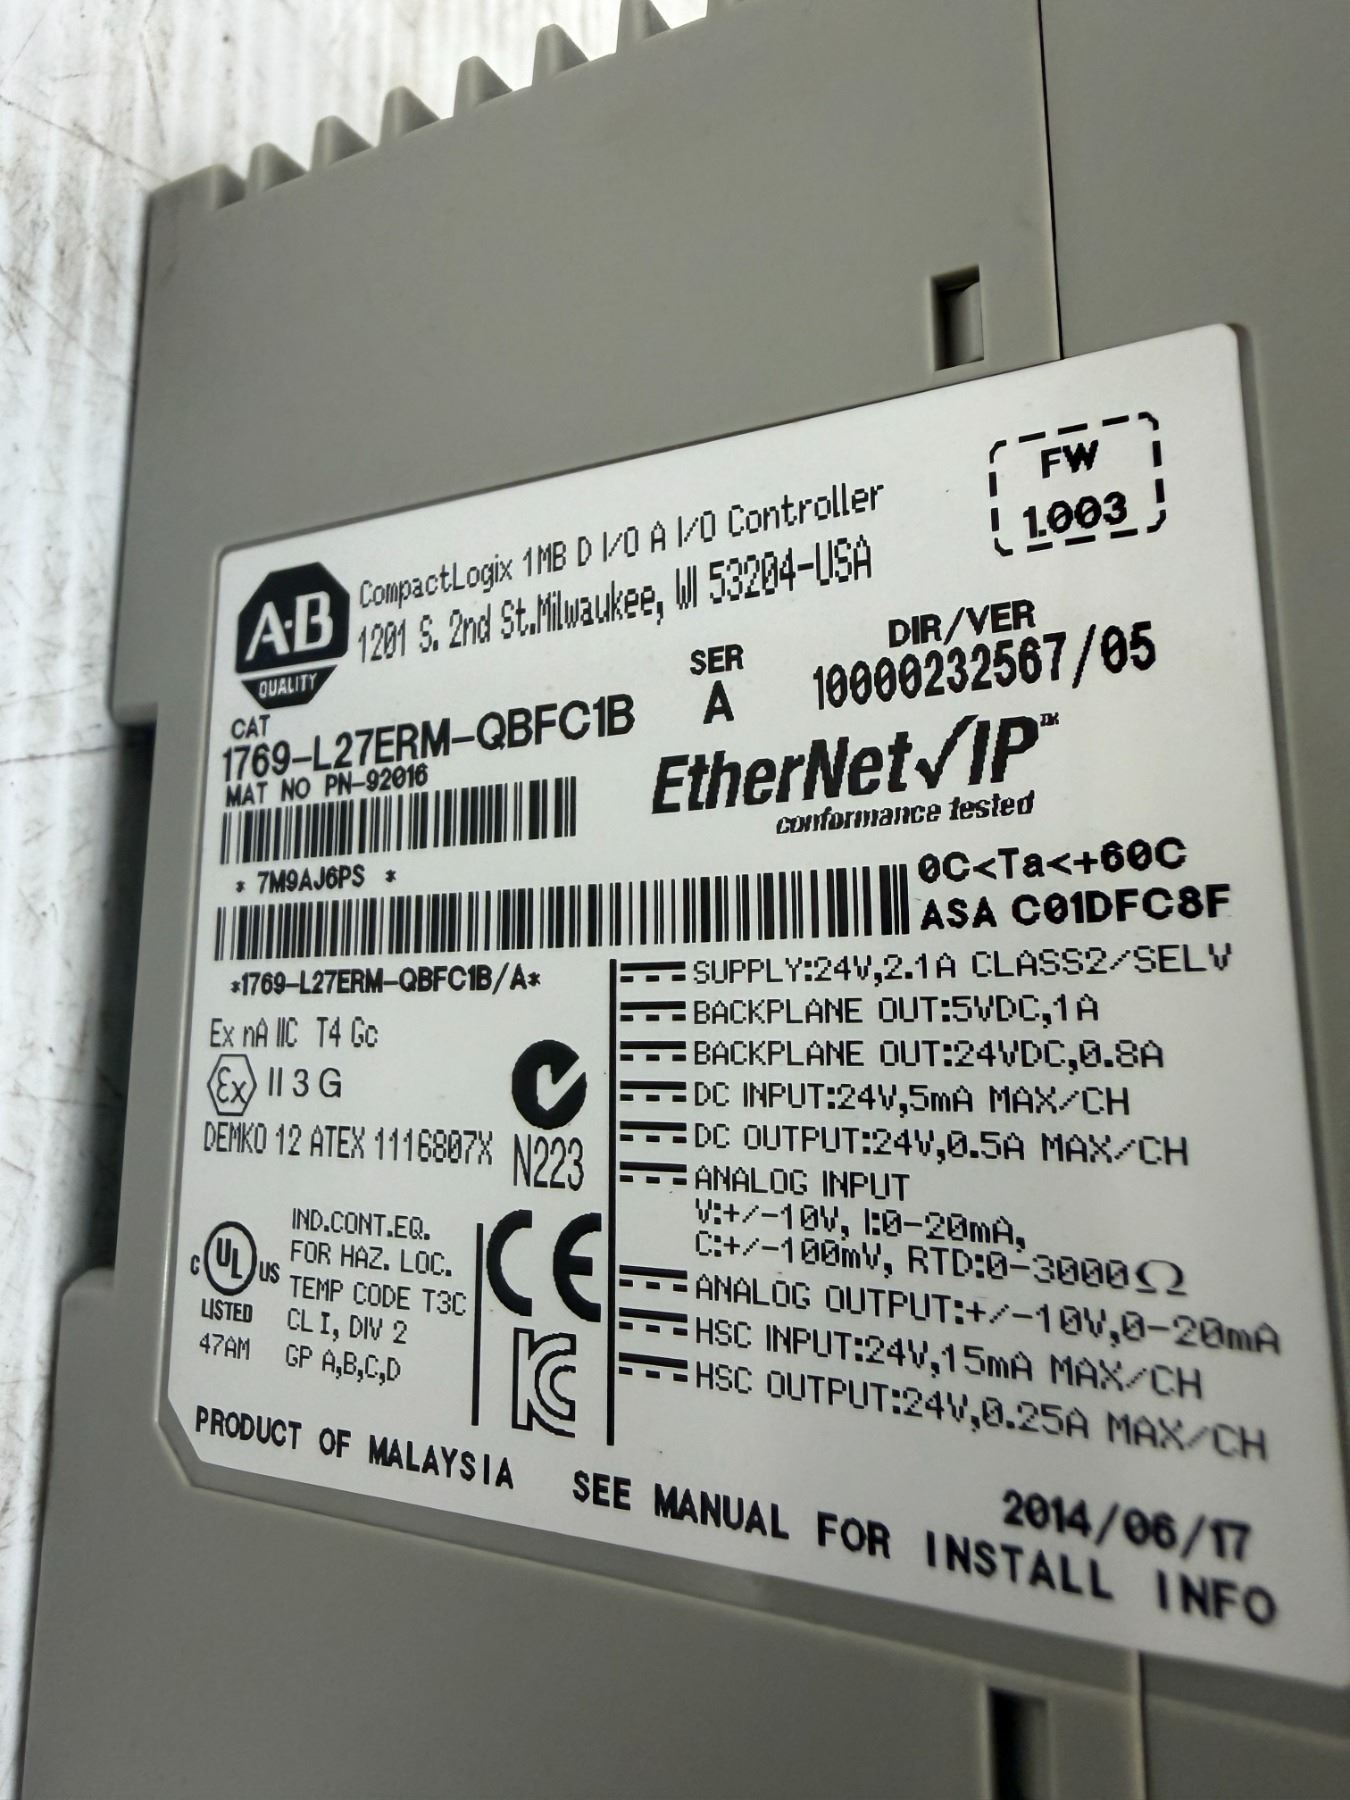 FW
1.003
A-B
QUALITY
CompactLogix 1MB D I/O A I/O Controller
1201 S. 2nd St.Milwaukee, WI 53204-USA
CAT
1769-L27ERM-QBFC1B
SER
A
DIR/VER
10000232567/05
MAT NO PN-92016
EtherNet/IP™
conformance tested
* 7M9AJ6PS *
0C<Ta<+60C
ASA C01DFC8F
*1769-L27ERM-QBFC1B/A*
Ex nA IIC T4 Gc
Ex II 3 G
DEMKO 12 ATEX 1116807X
N223
C UL US
LISTED
47AM
IND.CONT.EQ.
FOR HAZ. LOC.
TEMP CODE T3C
CL I, DIV 2
GP A,B,C,D
CE
KC
SUPPLY:24V,2.1A CLASS2/SELV
BACKPLANE OUT:5VDC,1A
BACKPLANE OUT:24VDC,0.8A
DC INPUT:24V,5mA MAX/CH
DC OUTPUT:24V,0.5A MAX/CH
ANALOG INPUT
V:+/-10V, I:0-20mA,
C:+/-100mV, RTD:0-3000Ω
ANALOG OUTPUT:+/-10V,0-20mA
HSC INPUT:24V,15mA MAX/CH
HSC OUTPUT:24V,0.25A MAX/CH
2014/06/17
PRODUCT OF MALAYSIA SEE MANUAL FOR INSTALL INFO